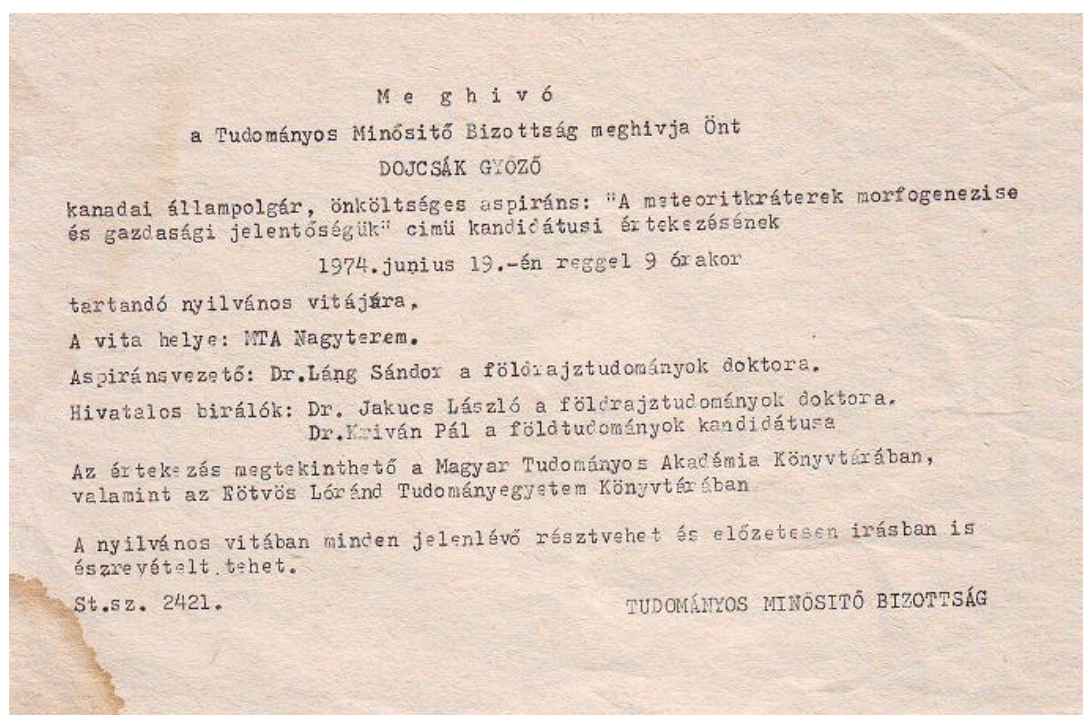 M e g h i v ó
a Tudományos Minősitő Bizottság meghivja Önt
DOJCSÁK GYŐZŐ
kanadai állampolgár, önköltséges aspiráns: "A meteoritkráterek morfogenezise
és gazdasági jelentőségük" cimü kandidátusi értekezésének
1974.junius 19.-én reggel 9 órakor
tartandó nyilvános vitájára.
A vita helye: MTA Nagyterem.
Aspiránsvezető: Dr.Láng Sándor a földrajztudományok doktora.
Hivatalos birálók: Dr. Jakucs László a földrajztudományok doktora.
Dr.Kriván Pál a földtudományok kandidátusa
Az értekezés megtekinthető a Magyar Tudományos Akadémia Könyvtárában,
valamint az Eötvös Lóránd Tudományegyetem Könyvtárában
A nyilvános vitában minden jelenlévő résztvehet és előzetesen irásban is
észrevételt tehet.
St.sz. 2421.
TUDOMÁNYOS MINŐSITŐ BIZOTTSÁG